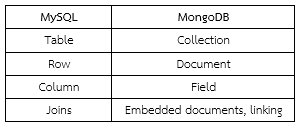 MySQL MongoDB
Table Collection
Row Document
Column Field
Joins Embedded documents, linking